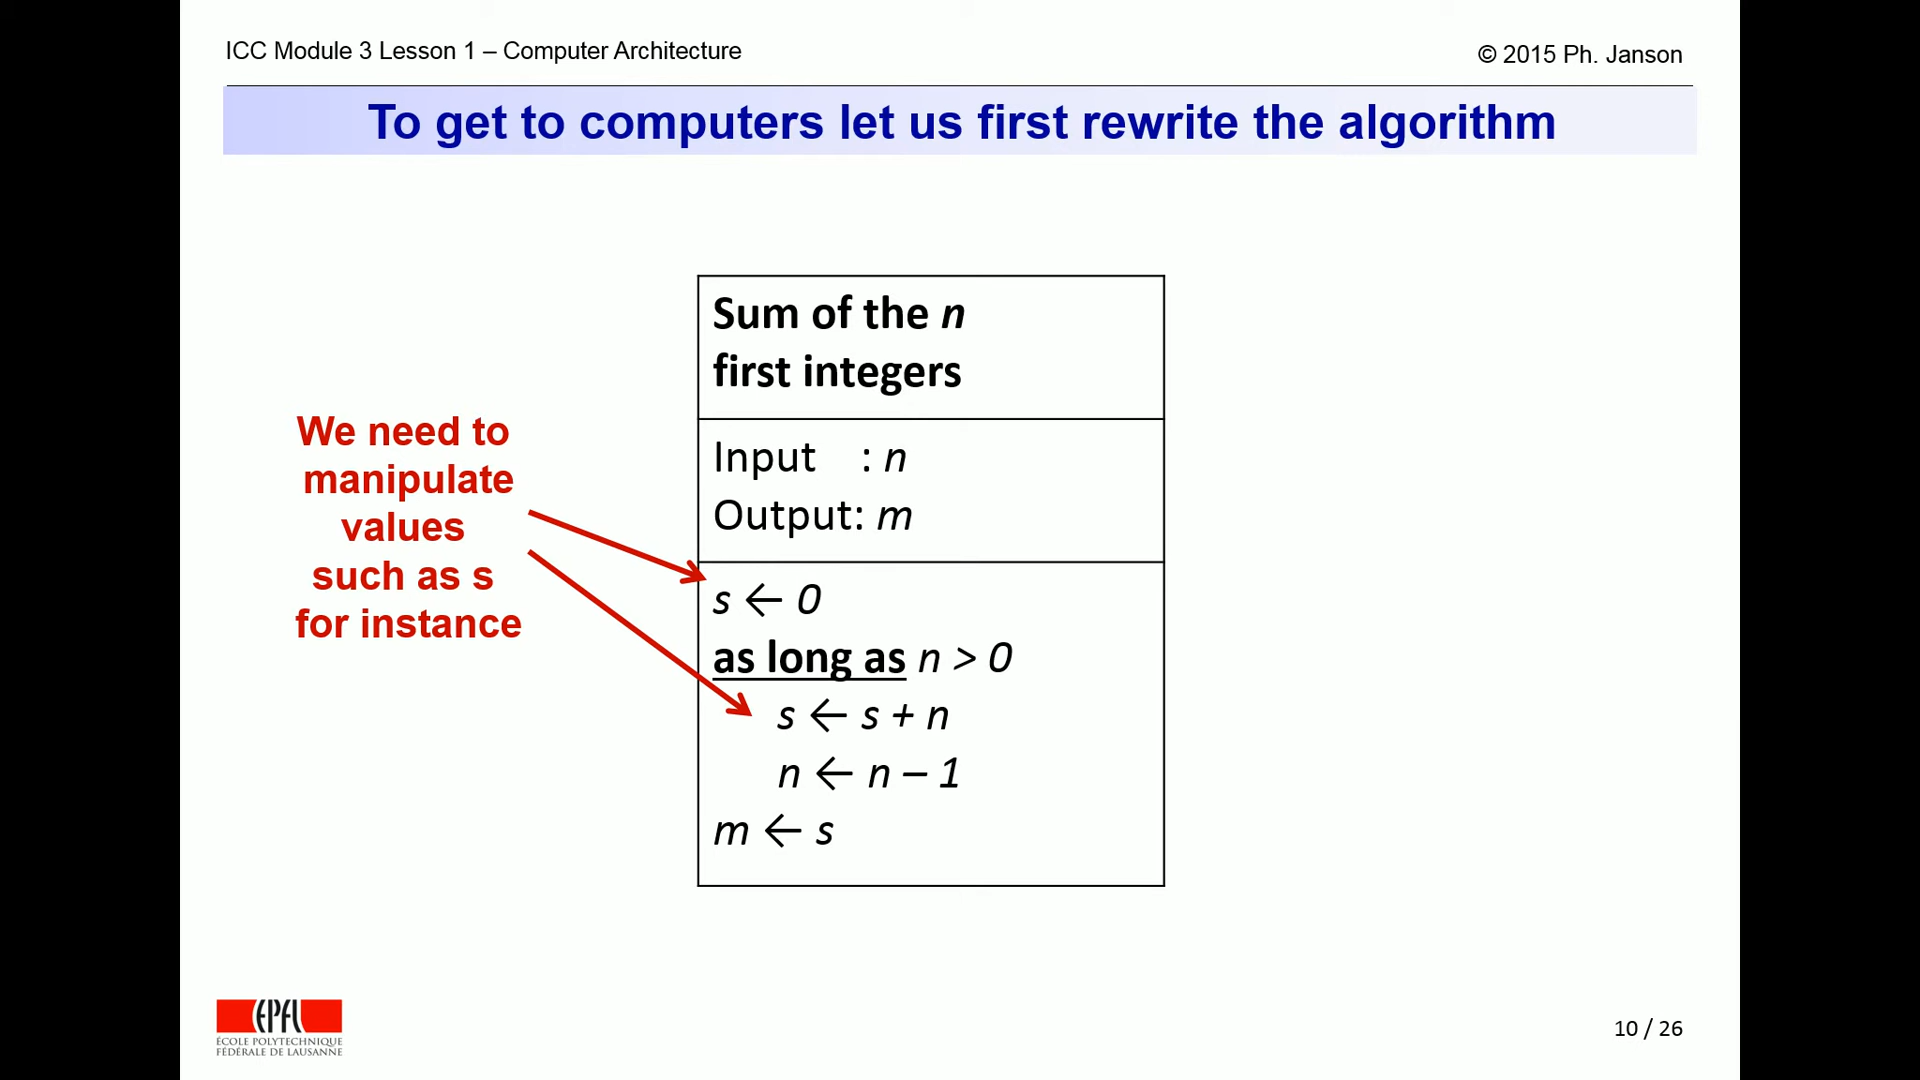 ICC Module 3 Lesson 1 – Computer Architecture
© 2015 Ph. Janson
To get to computers let us first rewrite the algorithm
We need to
manipulate
values
such as s
for instance
Sum of the n
first integers
Input : n
Output: m
s ← 0
as long as n > 0
s ← s + n
n ← n – 1
m ← s
EPFL
ÉCOLE POLYTECHNIQUE
FÉDÉRALE DE LAUSANNE
10 / 26